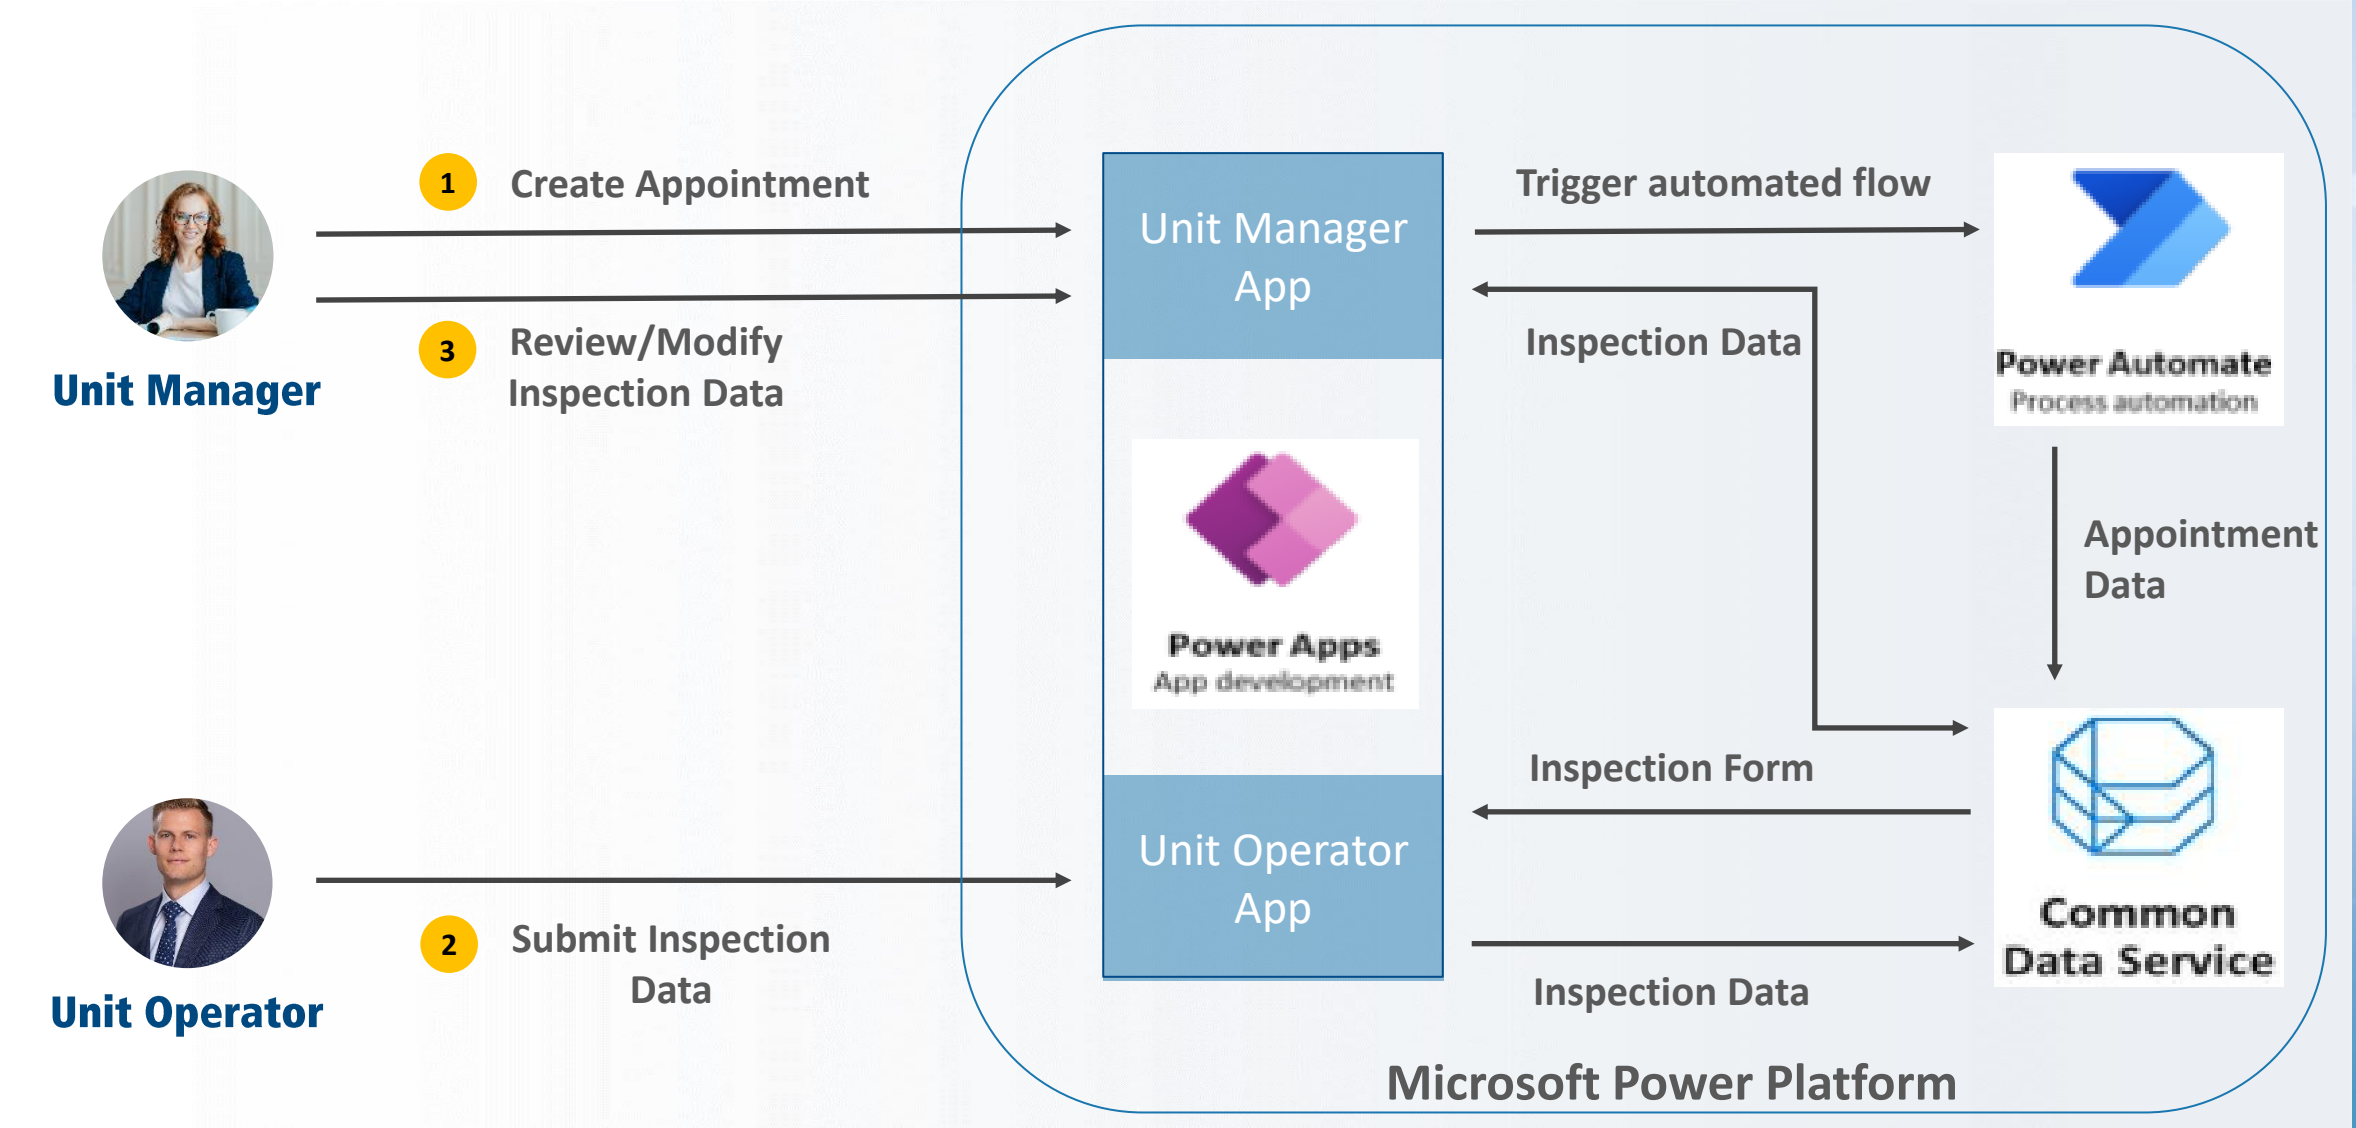 1
Create Appointment
3
Review/Modify
Inspection Data
Unit Manager
Unit Manager
App
Trigger automated flow
Inspection Data
Power Automate
Process automation
Power Apps
App development
Appointment
Data
Inspection Form
Unit Operator
App
Common
Data Service
2
Submit Inspection
Data
Unit Operator
Inspection Data
Microsoft Power Platform